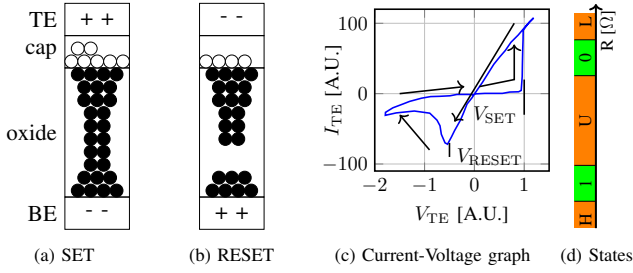 TE
+ +
cap
oxide
BE
- -
(a) SET
- -
+ +
(b) RESET
I_TE [A.U.]
100
0
−100
V_SET
V_RESET
−2 −1 0 1
V_TE [A.U.]
(c) Current-Voltage graph
R [Ω]
L
0
U
1
H
(d) States